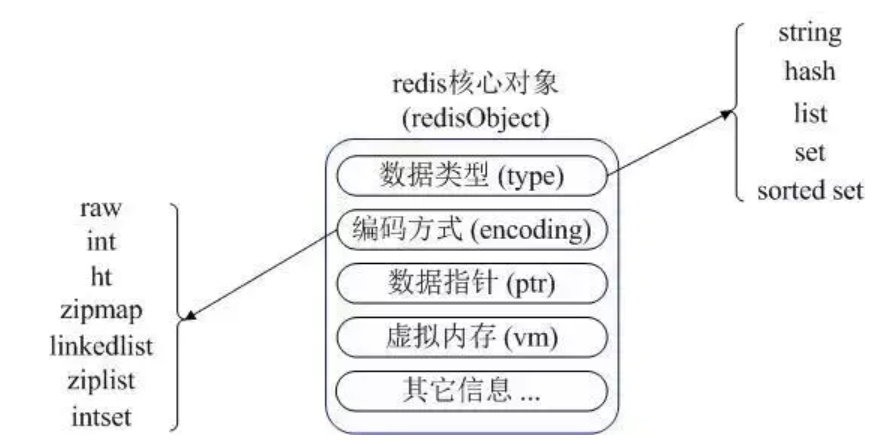 redis核心对象
(redisObject)
数据类型 (type)
编码方式 (encoding)
数据指针 (ptr)
虚拟内存 (vm)
其它信息 ...
string
hash
list
set
sorted set
raw
int
ht
zipmap
linkedlist
ziplist
intset